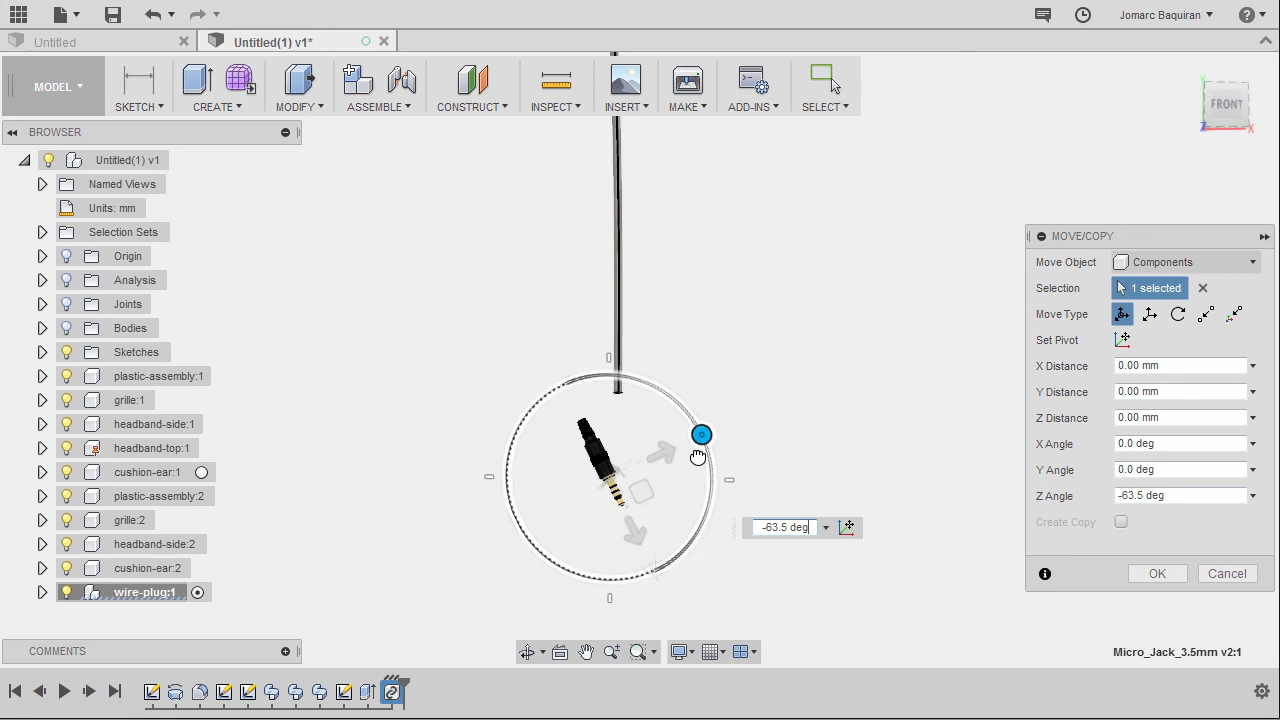 Jomarc Baquiran
Untitled
Untitled(1) v1*
MODEL
SKETCH
CREATE
MODIFY
ASSEMBLE
CONSTRUCT
INSPECT
INSERT
MAKE
ADD-INS
SELECT
FRONT
Y
Z
X
BROWSER
Untitled(1) v1
Named Views
Units: mm
Selection Sets
Origin
Analysis
Joints
Bodies
Sketches
plastic-assembly:1
grille:1
headband-side:1
headband-top:1
cushion-ear:1
plastic-assembly:2
grille:2
headband-side:2
cushion-ear:2
wire-plug:1
-63.5 deg
MOVE/COPY
Move Object Components
Selection 1 selected
Move Type
Set Pivot
X Distance 0.00 mm
Y Distance 0.00 mm
Z Distance 0.00 mm
X Angle 0.0 deg
Y Angle 0.0 deg
Z Angle -63.5 deg
Create Copy
OK Cancel
COMMENTS
Micro_Jack_3.5mm v2:1